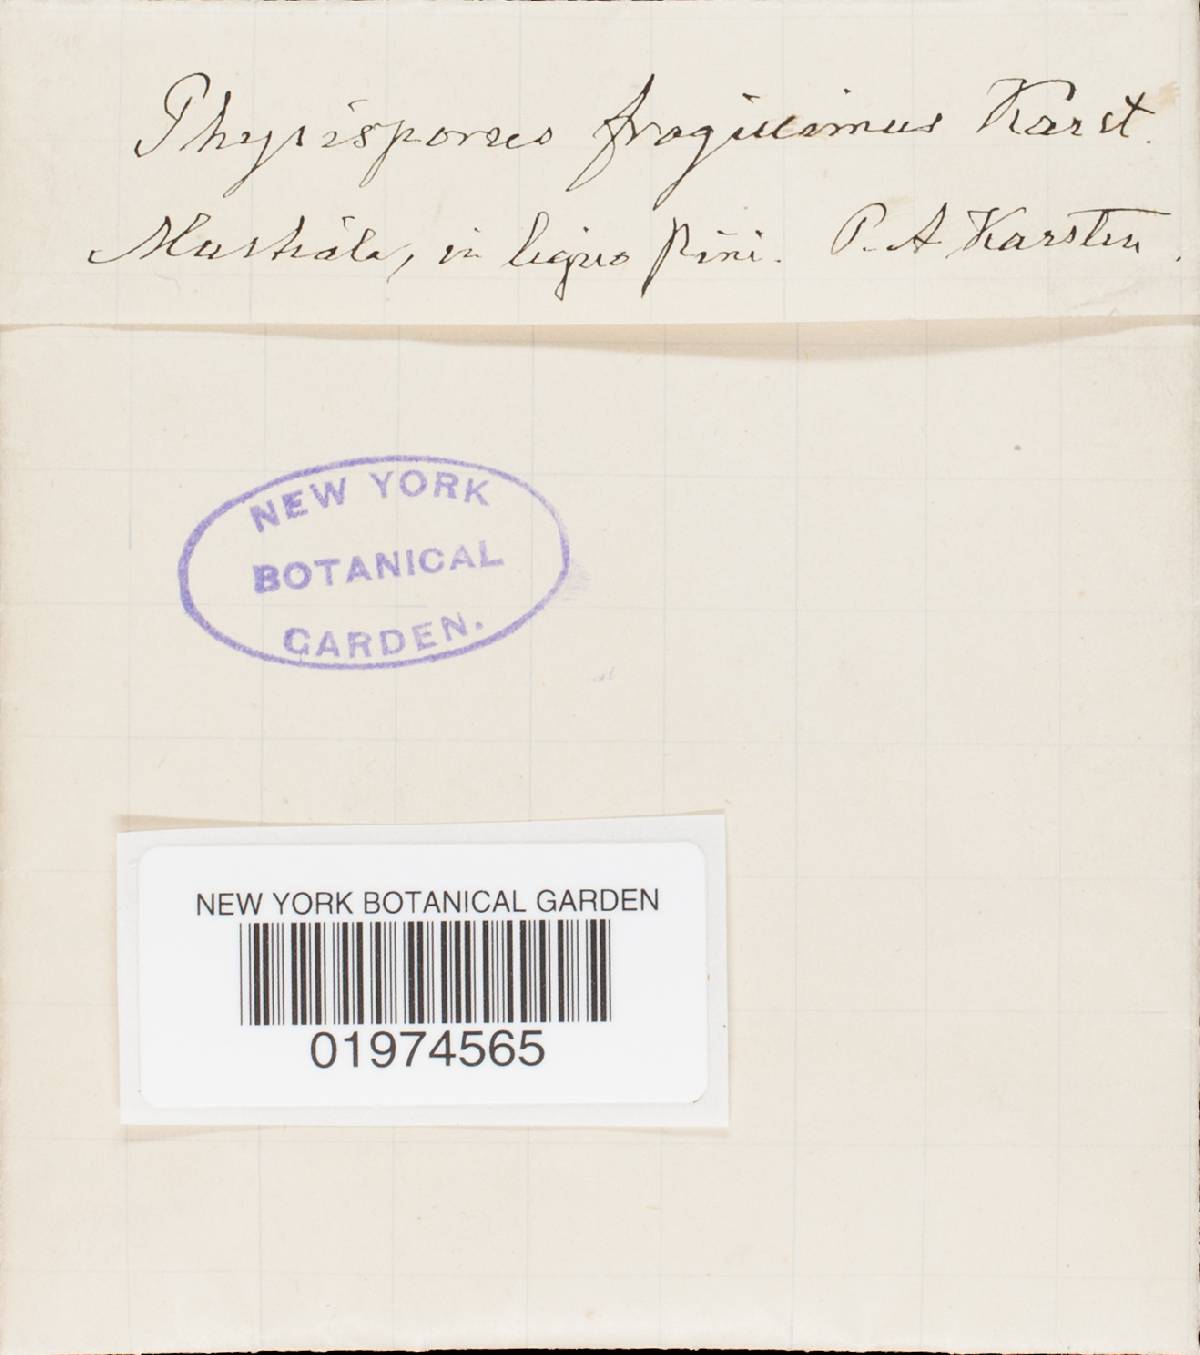 Physisporus fragilissimus Karst.
Mustiala, in ligno Pini. P. A. Karsten.
NEW YORK
BOTANICAL
GARDEN.
NEW YORK BOTANICAL GARDEN
01974565